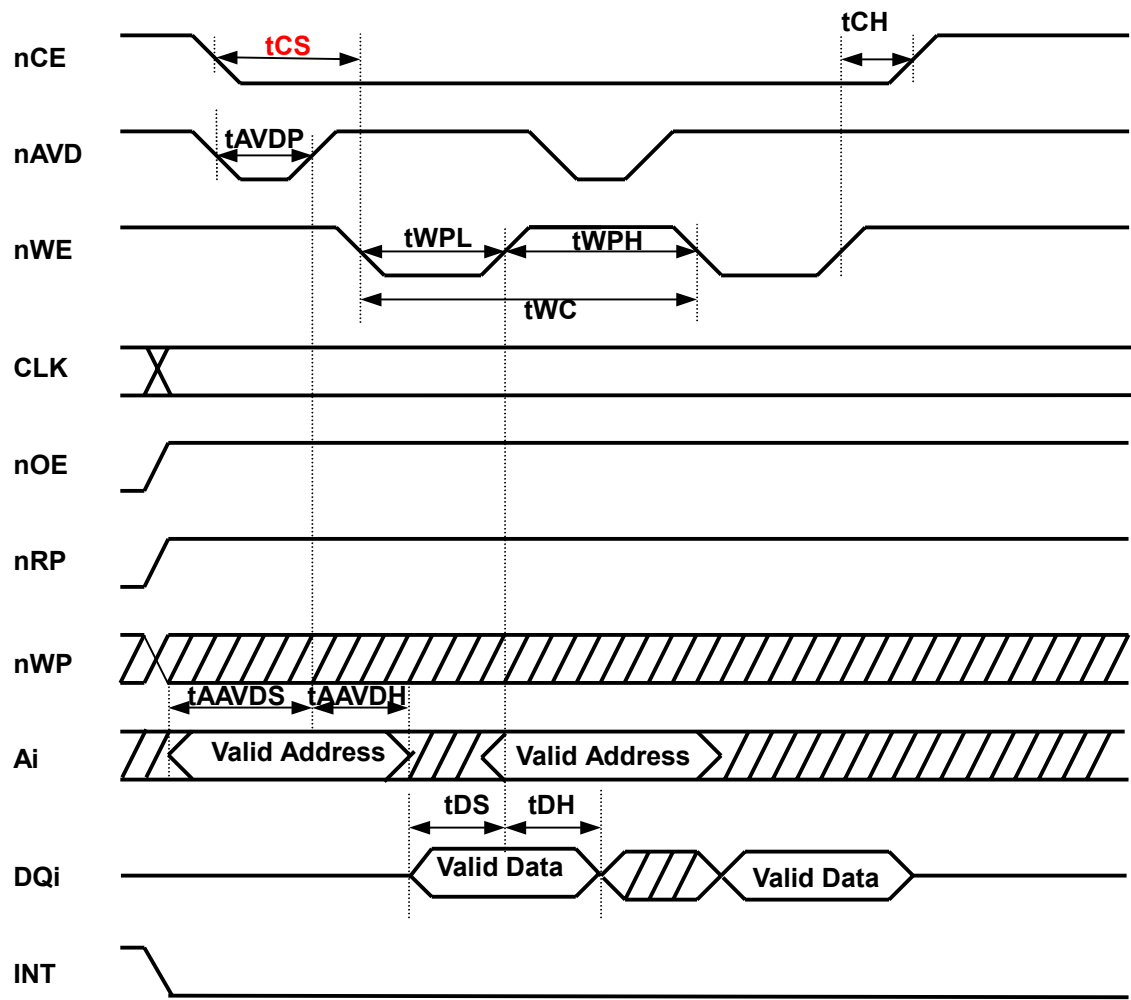 tCH
nCE
tCS
nAVD
tAVDP
nWE
tWPL
tWPH
tWC
CLK
nOE
nRP
nWP
tAAVDS
tAAVDH
Ai
Valid Address
Valid Address
tDS
tDH
DQi
Valid Data
Valid Data
INT